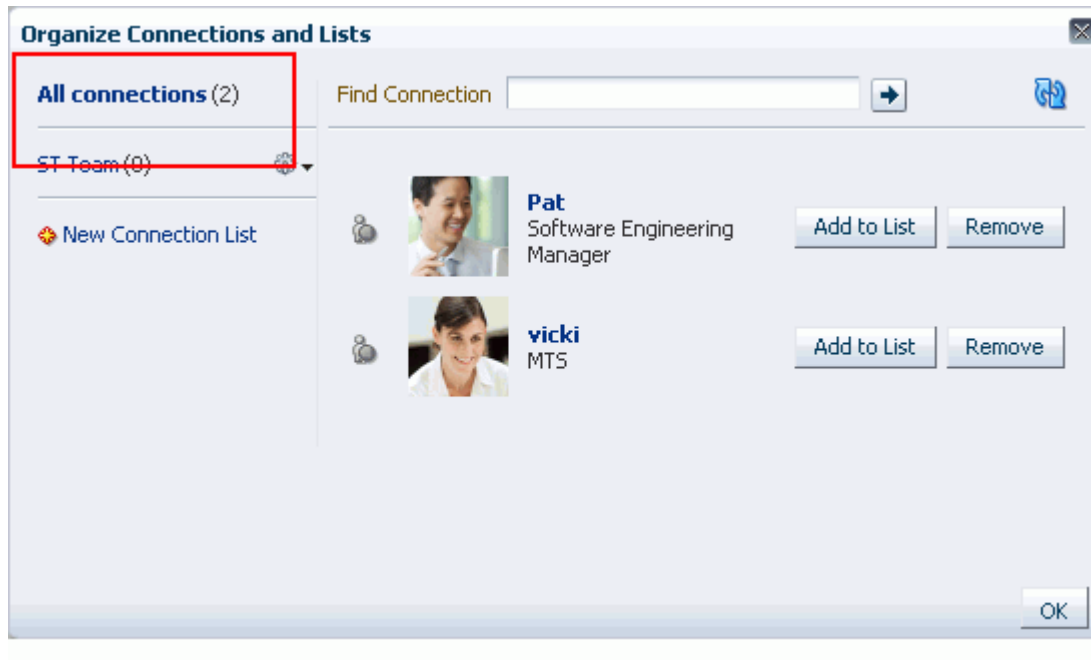 Organize Connections and Lists
All connections (2)
Find Connection
ST Team (0)
New Connection List
Pat
Software Engineering
Manager
Add to List
Remove
vicki
MTS
Add to List
Remove
OK